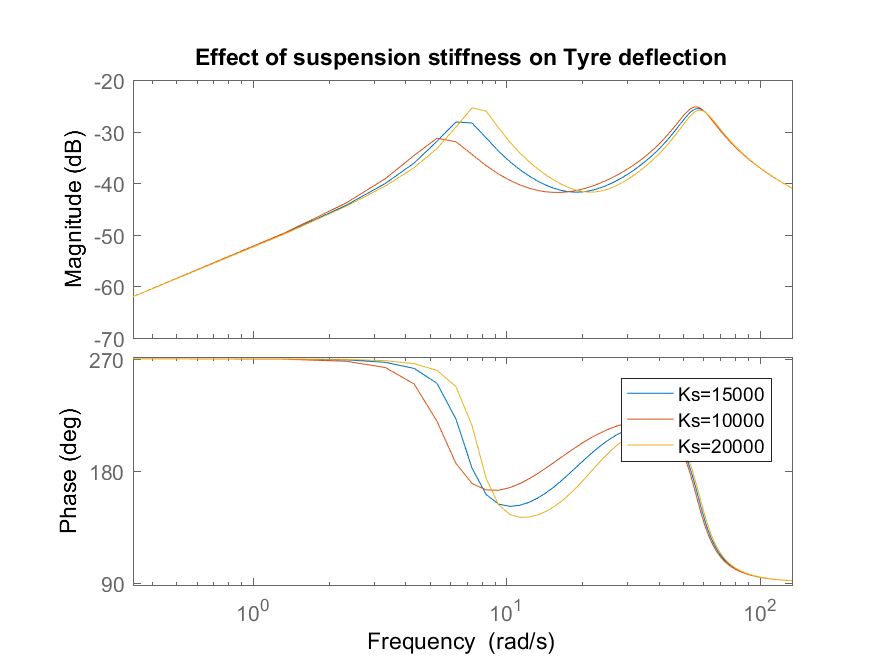 Effect of suspension stiffness on Tyre deflection
-20
-30
-40
-50
-60
-70
Magnitude (dB)
270
180
90
Phase (deg)
Ks=15000
Ks=10000
Ks=20000
10^0 10^1 10^2
Frequency (rad/s)